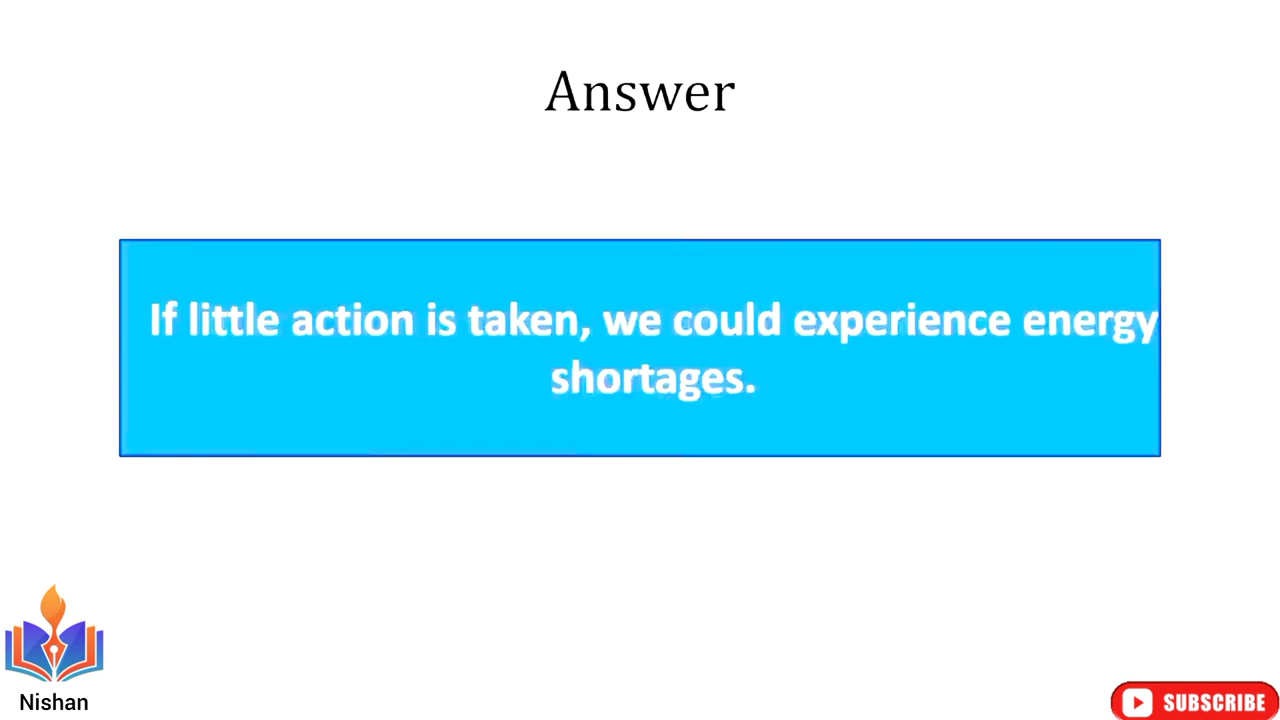 Answer
If little action is taken, we could experience energy
shortages.
Nishan
SUBSCRIBE